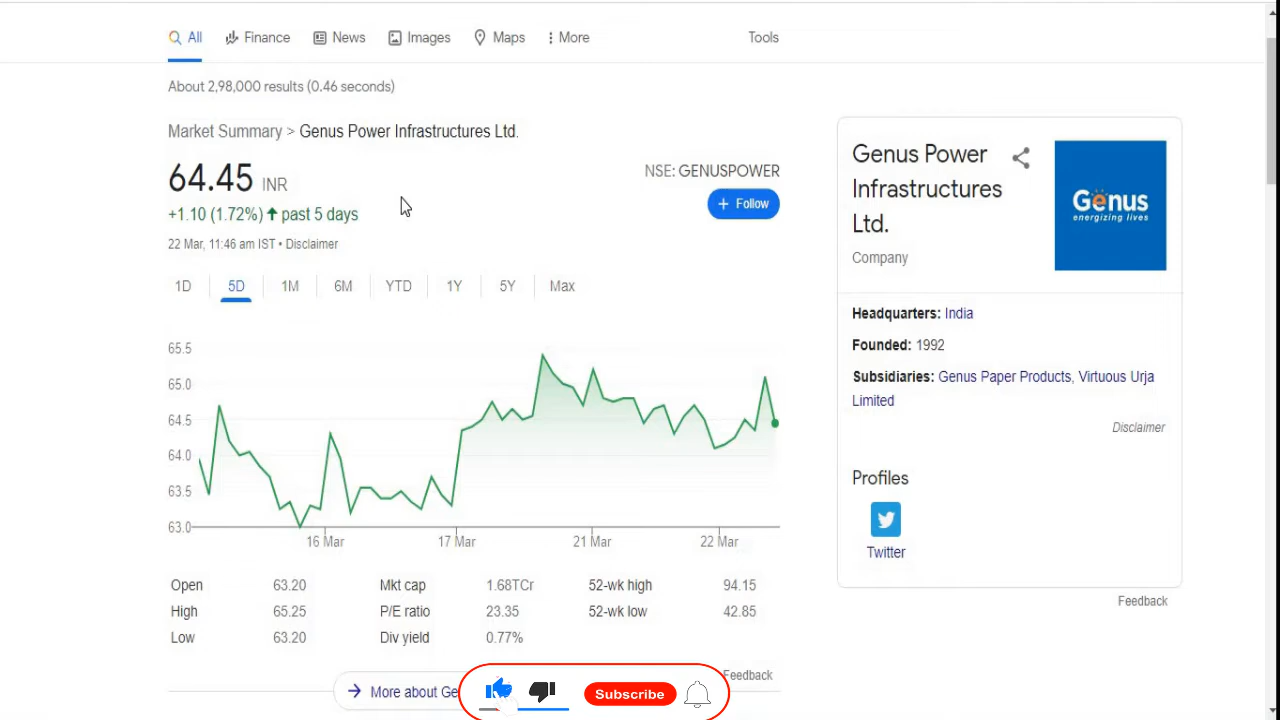 All Finance News Images Maps More Tools
About 2,98,000 results (0.46 seconds)
Market Summary > Genus Power Infrastructures Ltd.
64.45 INR
NSE: GENUSPOWER
+1.10 (1.72%) past 5 days
+ Follow
22 Mar, 11:46 am IST • Disclaimer
1D 5D 1M 6M YTD 1Y 5Y Max
65.5
65.0
64.5
64.0
63.5
63.0
16 Mar 17 Mar 21 Mar 22 Mar
Open 63.20 Mkt cap 1.68TCr 52-wk high 94.15
High 65.25 P/E ratio 23.35 52-wk low 42.85
Low 63.20 Div yield 0.77%
Feedback
More about Ge
Subscribe
Genus Power
Infrastructures
Ltd.
Company
Genus
energizing lives
Headquarters: India
Founded: 1992
Subsidiaries: Genus Paper Products, Virtuous Urja
Limited
Disclaimer
Profiles
Twitter
Feedback